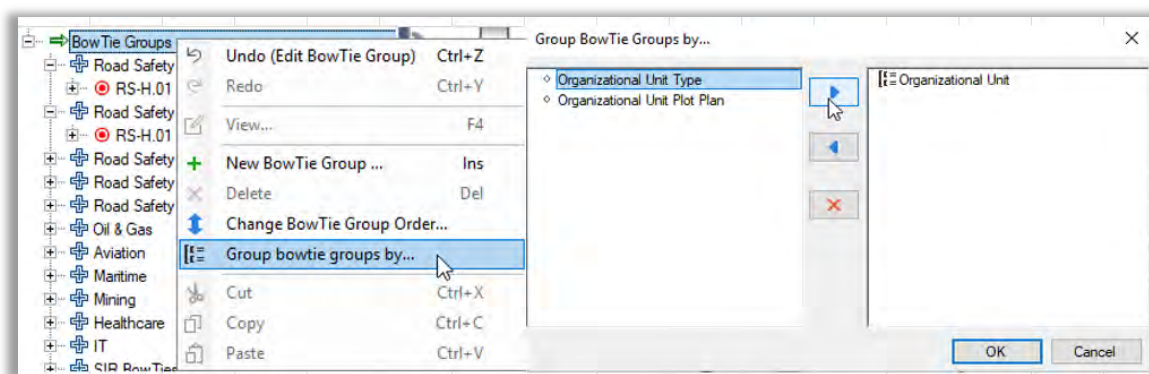 BowTie Groups
Road Safety
RS-H.01
Road Safety
RS-H.01
Road Safety
Road Safety
Road Safety
Oil & Gas
Aviation
Maritime
Mining
Healthcare
IT
SIR BowTies
Undo (Edit BowTie Group) Ctrl+Z
Redo Ctrl+Y
View... F4
New BowTie Group ... Ins
Delete Del
Change BowTie Group Order...
Group bowtie groups by...
Cut Ctrl+X
Copy Ctrl+C
Paste Ctrl+V
Group BowTie Groups by...
Organizational Unit Type
Organizational Unit Plot Plan
Organizational Unit
OK Cancel